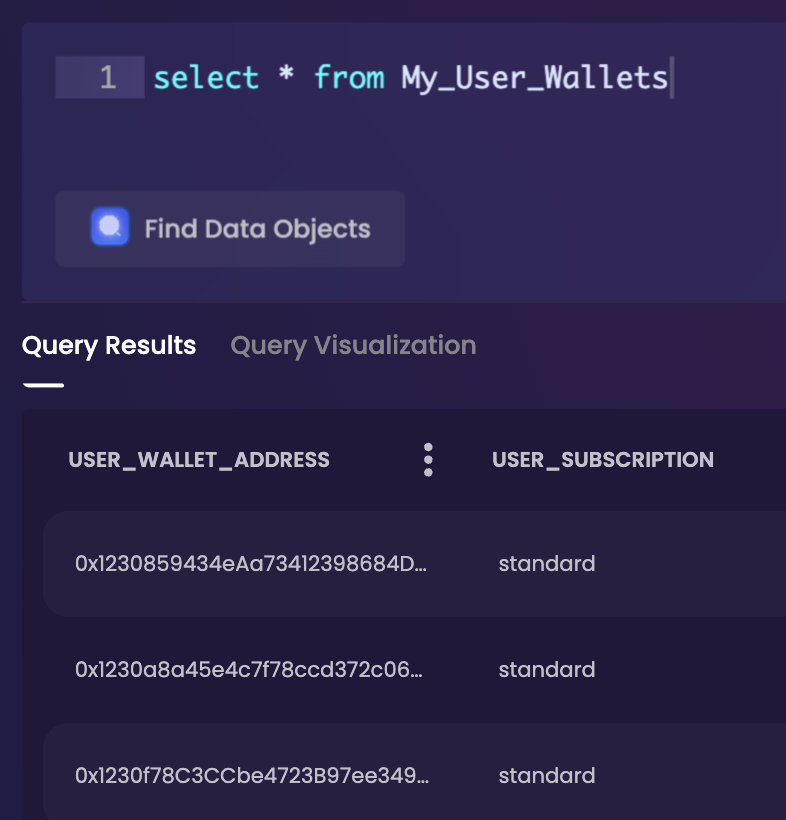 1 select * from My_User_Wallets
Find Data Objects
Query Results Query Visualization
USER_WALLET_ADDRESS USER_SUBSCRIPTION
0x1230859434eAa73412398684D... standard
0x1230a8a45e4c7f78ccd372c06... standard
0x1230f78C3CCbe4723B97ee349... standard